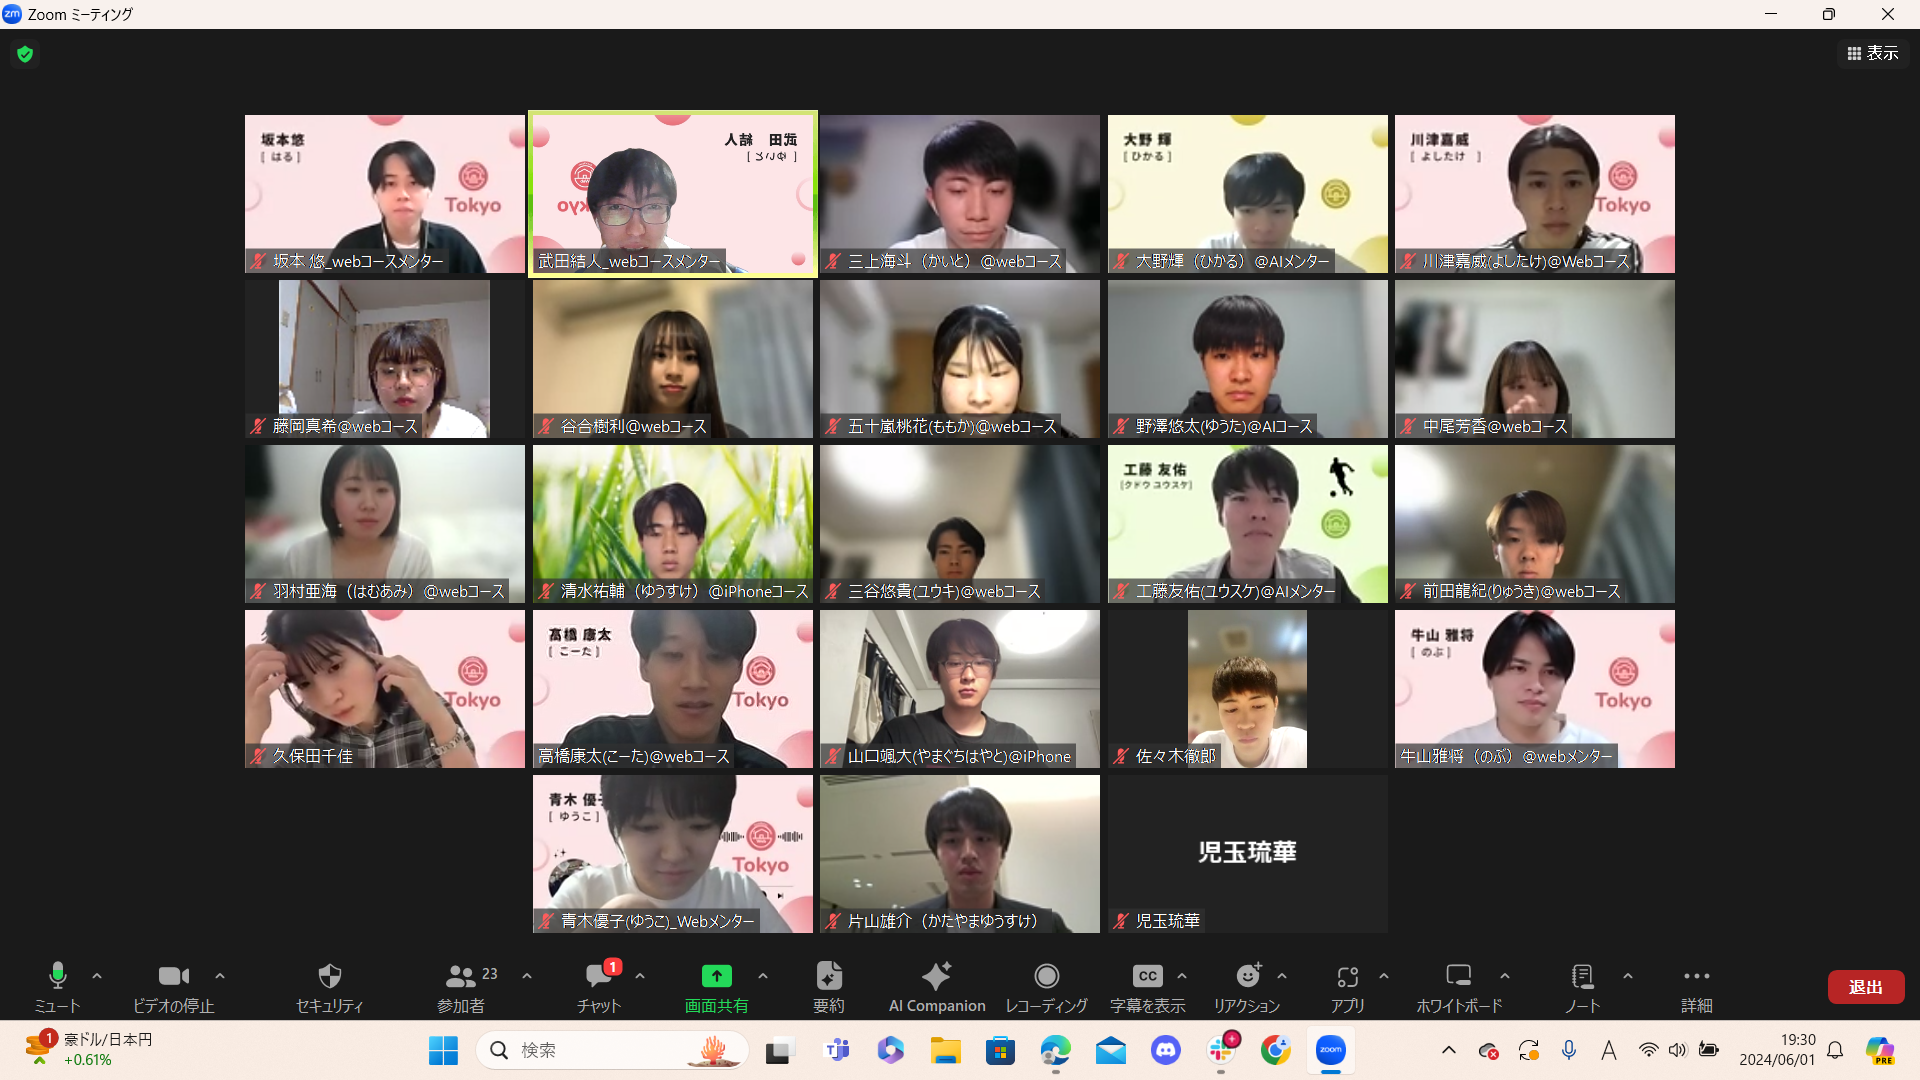 Zoom ミーティング
表示
坂本悠
[ はる ]
Tokyo
坂本 悠_webコースメンター
武田 結人
[ ゆいと ]
Tokyo
武田結人_webコースメンター
三上海斗（かいと）@webコース
大野 輝
[ ひかる ]
大野輝（ひかる）@AIメンター
川津嘉威
[ よしたけ ]
Tokyo
川津嘉威(よしたけ)@Webコース
藤岡真希@webコース
谷合樹利@webコース
五十嵐桃花(ももか)@webコース
野澤悠太(ゆうた)@AIコース
中尾芳香@webコース
羽村亜海（はむあみ）@webコース
清水祐輔（ゆうすけ）@iPhoneコース
三谷悠貴(ユウキ)@webコース
工藤 友佑
[クドウ ユウスケ]
工藤友佑(ユウスケ)@AIメンター
前田龍紀(りゅうき)@webコース
Tokyo
久保田千佳
高橋 康太
[ こーた ]
Tokyo
高橋康太(こーた)@webコース
山口颯大(やまぐちはやと)@iPhone
佐々木徹郎
牛山 雅将
[ のぶ ]
Tokyo
牛山雅将（のぶ）@webメンター
青木 優子
[ ゆうこ ]
Tokyo
青木優子(ゆうこ)_Webメンター
片山雄介（かたやまゆうすけ）
児玉琉華
児玉琉華
ミュート
ビデオの停止
セキュリティ
23
参加者
1
チャット
画面共有
要約
AI Companion
レコーディング
CC
字幕を表示
リアクション
アプリ
ホワイトボード
ノート
詳細
退出
1
豪ドル/日本円
+0.61%
検索
zoom
A
19:30
2024/06/01
PRE